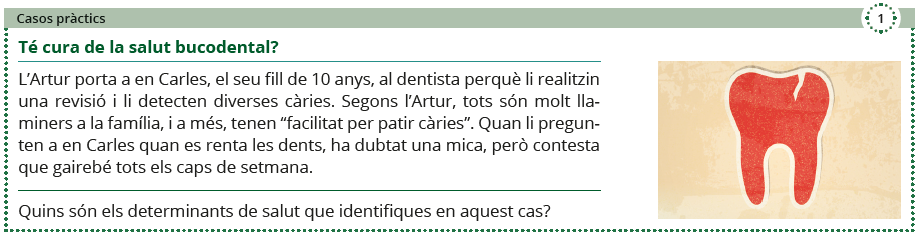 Casos pràctics
1
Té cura de la salut bucodental?
L’Artur porta a en Carles, el seu fill de 10 anys, al dentista perquè li realitzin
una revisió i li detecten diverses càries. Segons l’Artur, tots són molt lla-
miners a la família, i a més, tenen “facilitat per patir càries”. Quan li pregun-
ten a en Carles quan es renta les dents, ha dubtat una mica, però contesta
que gairebé tots els caps de setmana.
Quins són els determinants de salut que identifiques en aquest cas?